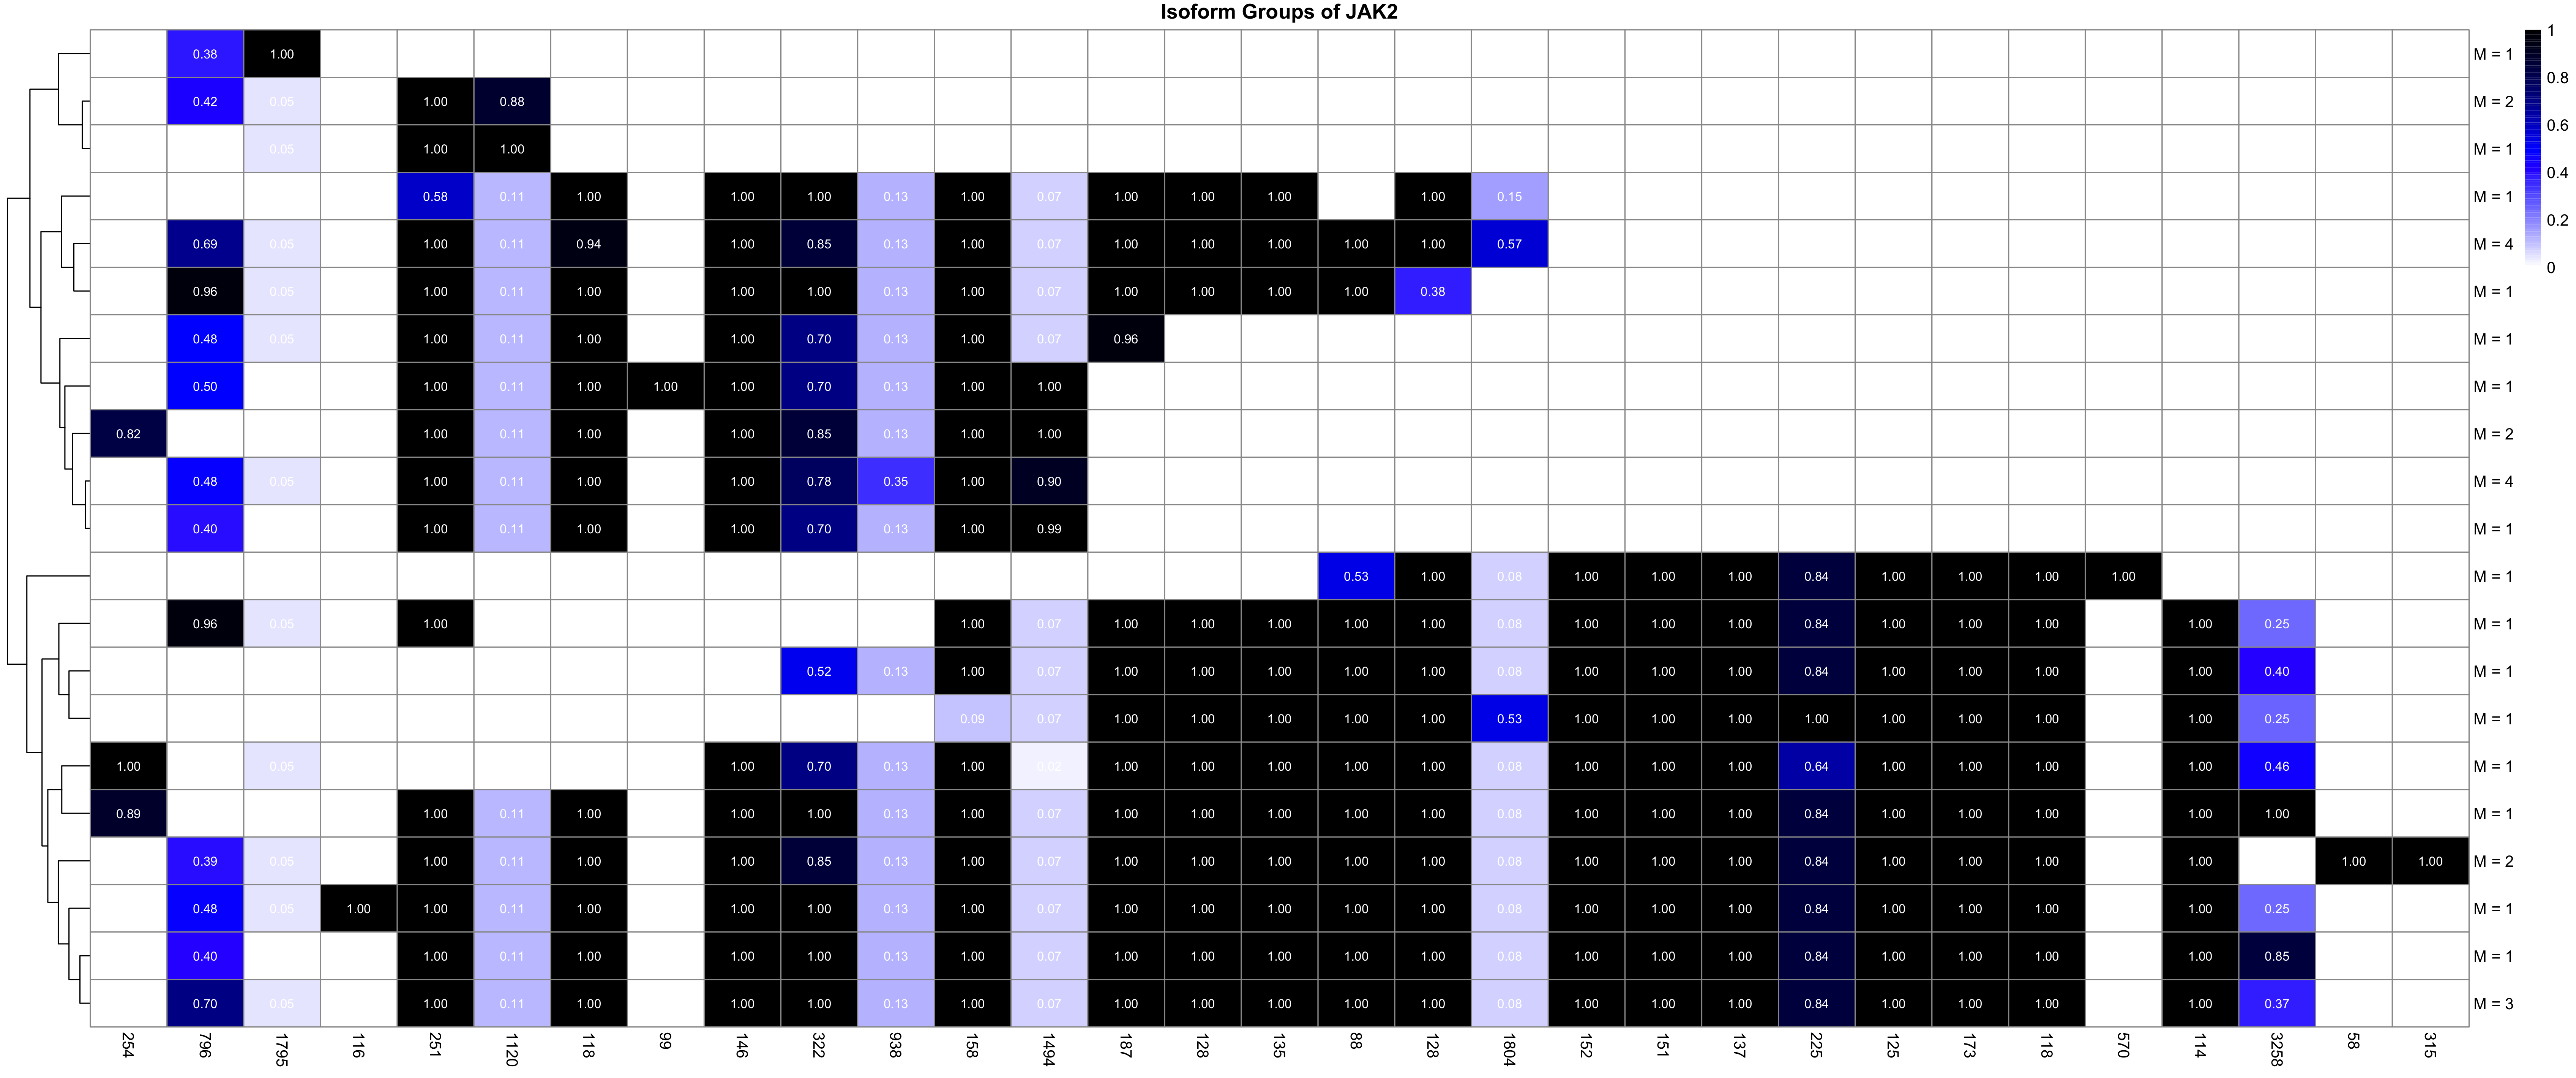 Isoform Groups of JAK2
0.38 1.00 M = 1
0.42 0.05 1.00 0.88 M = 2
0.05 1.00 1.00 M = 1
0.58 0.11 1.00 1.00 1.00 0.13 1.00 0.07 1.00 1.00 1.00 1.00 0.15 M = 1
0.69 0.05 1.00 0.11 0.94 1.00 0.85 0.13 1.00 0.07 1.00 1.00 1.00 1.00 1.00 0.57 M = 4
0.96 0.05 1.00 0.11 1.00 1.00 1.00 0.13 1.00 0.07 1.00 1.00 1.00 1.00 0.38 M = 1
0.48 0.05 1.00 0.11 1.00 1.00 0.70 0.13 1.00 0.07 0.96 M = 1
0.50 1.00 0.11 1.00 1.00 1.00 0.70 0.13 1.00 1.00 M = 1
0.82 1.00 0.11 1.00 1.00 0.85 0.13 1.00 1.00 M = 2
0.48 0.05 1.00 0.11 1.00 1.00 0.78 0.35 1.00 0.90 M = 4
0.40 1.00 0.11 1.00 1.00 0.70 0.13 1.00 0.99 M = 1
0.53 1.00 0.08 1.00 1.00 1.00 0.84 1.00 1.00 1.00 1.00 M = 1
0.96 0.05 1.00 1.00 0.07 1.00 1.00 1.00 1.00 1.00 0.08 1.00 1.00 1.00 0.84 1.00 1.00 1.00 1.00 0.25 M = 1
0.52 0.13 1.00 0.07 1.00 1.00 1.00 1.00 1.00 0.08 1.00 1.00 1.00 0.84 1.00 1.00 1.00 1.00 0.40 M = 1
0.09 0.07 1.00 1.00 1.00 1.00 1.00 0.53 1.00 1.00 1.00 1.00 1.00 1.00 1.00 1.00 0.25 M = 1
1.00 0.05 1.00 0.70 0.13 1.00 0.02 1.00 1.00 1.00 1.00 1.00 0.08 1.00 1.00 1.00 0.64 1.00 1.00 1.00 1.00 0.46 M = 1
0.89 1.00 0.11 1.00 1.00 1.00 0.13 1.00 0.07 1.00 1.00 1.00 1.00 1.00 0.08 1.00 1.00 1.00 0.84 1.00 1.00 1.00 1.00 1.00 M = 1
0.39 0.05 1.00 0.11 1.00 1.00 0.85 0.13 1.00 0.07 1.00 1.00 1.00 1.00 1.00 0.08 1.00 1.00 1.00 0.84 1.00 1.00 1.00 1.00 1.00 1.00 M = 2
0.48 0.05 1.00 1.00 0.11 1.00 1.00 1.00 0.13 1.00 0.07 1.00 1.00 1.00 1.00 1.00 0.08 1.00 1.00 1.00 0.84 1.00 1.00 1.00 1.00 0.25 M = 1
0.40 1.00 0.11 1.00 1.00 1.00 0.13 1.00 0.07 1.00 1.00 1.00 1.00 1.00 0.08 1.00 1.00 1.00 0.84 1.00 1.00 1.00 1.00 0.85 M = 1
0.70 0.05 1.00 0.11 1.00 1.00 1.00 0.13 1.00 0.07 1.00 1.00 1.00 1.00 1.00 0.08 1.00 1.00 1.00 0.84 1.00 1.00 1.00 1.00 0.37 M = 3
254 796 1795 116 251 1120 118 99 146 322 938 158 1494 187 128 135 88 128 1804 152 151 137 225 125 173 118 570 114 3258 58 315
1
0.8
0.6
0.4
0.2
0